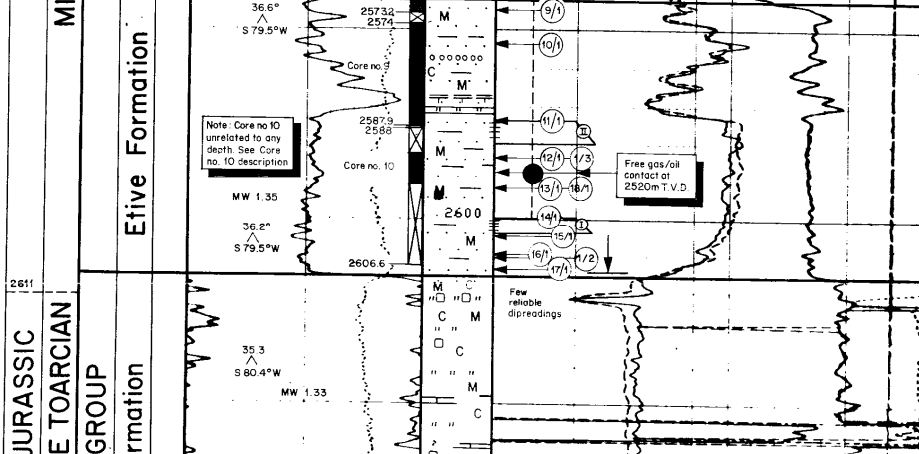 Etive Formation
2611
JURASSIC
E TOARCIAN
GROUP
rmation
36.6°
S 79.5°W
Note: Core no 10
unrelated to any
depth. See Core
no. 10 description
MW 1.35
36.2°
S 79.5°W
35.3
S 80.4°W
MW 1.33
2573.2
2574
Core no. 9
2587.9
2588
Core no. 10
2606.6
M
C
M
M
M
2600
M
M C
C M
C
M
C
9/1
10/1
11/1
II
12/1 1/3
13/1 18/1
14/1
I
15/1
16/1 1/2
17/1
Free gas/oil
contact at
2520m T.V.D.
Few
reliable
dipreadings